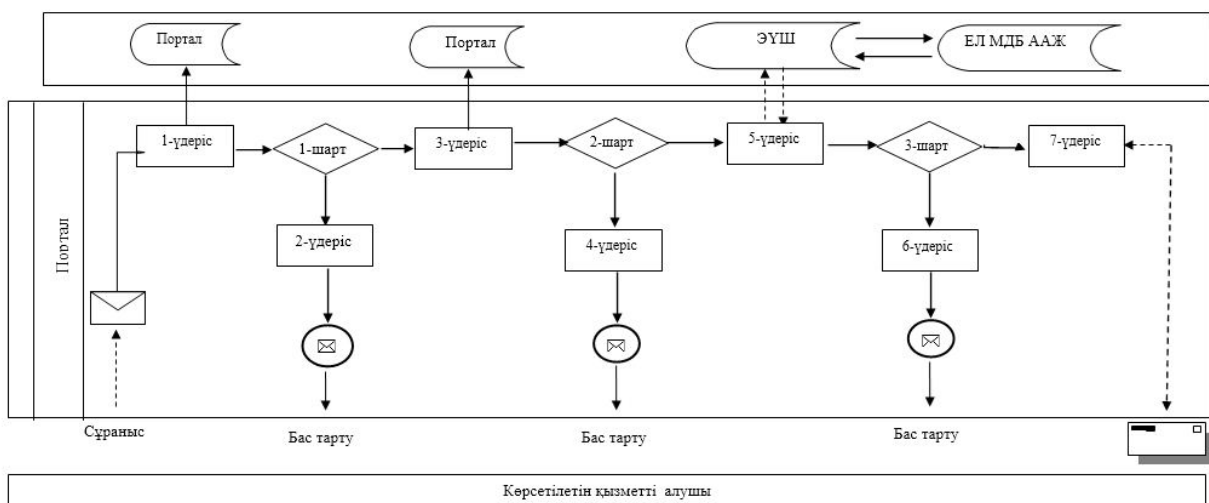 Портал
Портал
ЭҮШ
ЕЛ МДБ ААЖ
1-үдеріс
1-шарт
3-үдеріс
2-шарт
5-үдеріс
3-шарт
7-үдеріс
Портал
2-үдеріс
4-үдеріс
6-үдеріс
Сұраныс
Бас тарту
Бас тарту
Бас тарту
Көрсетілетін қызметті алушы